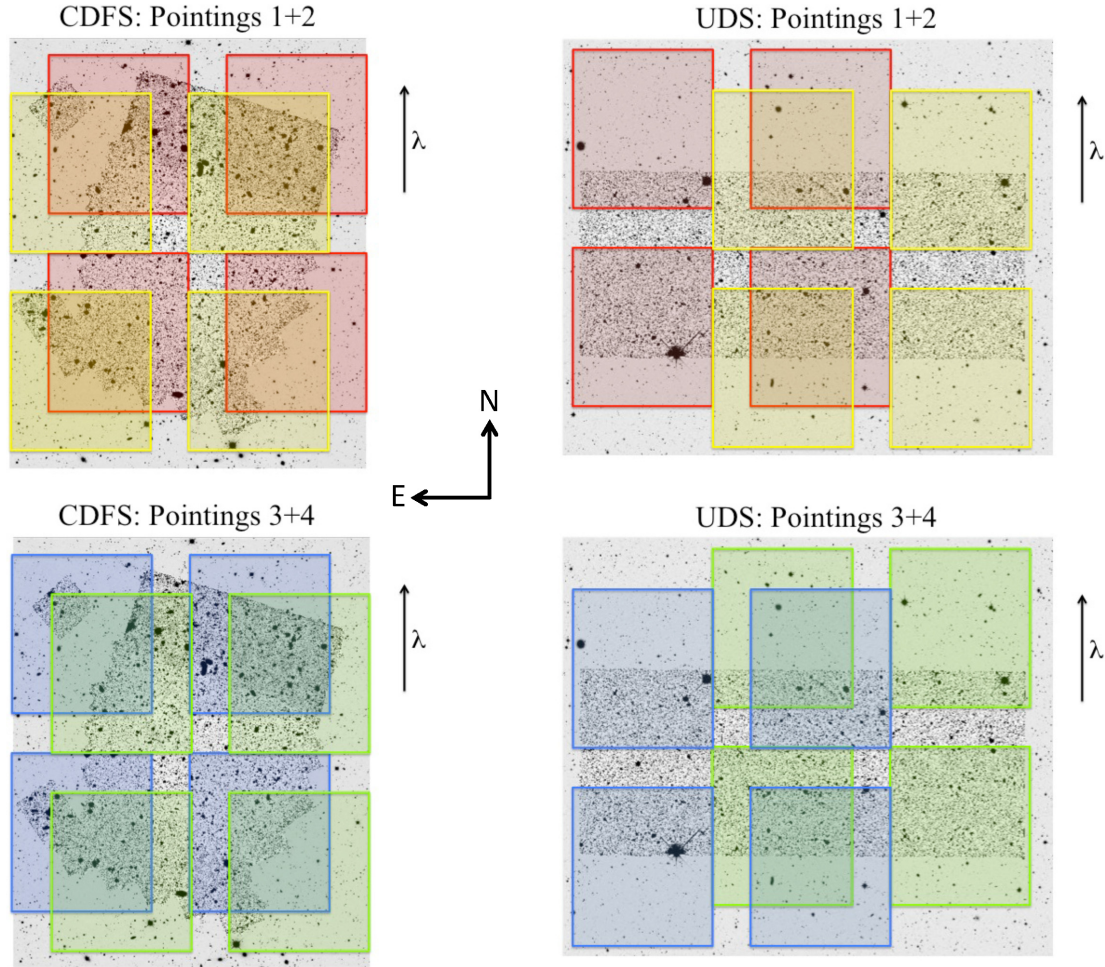 CDFS: Pointings 1+2
UDS: Pointings 1+2
λ
λ
N
E
CDFS: Pointings 3+4
UDS: Pointings 3+4
λ
λ